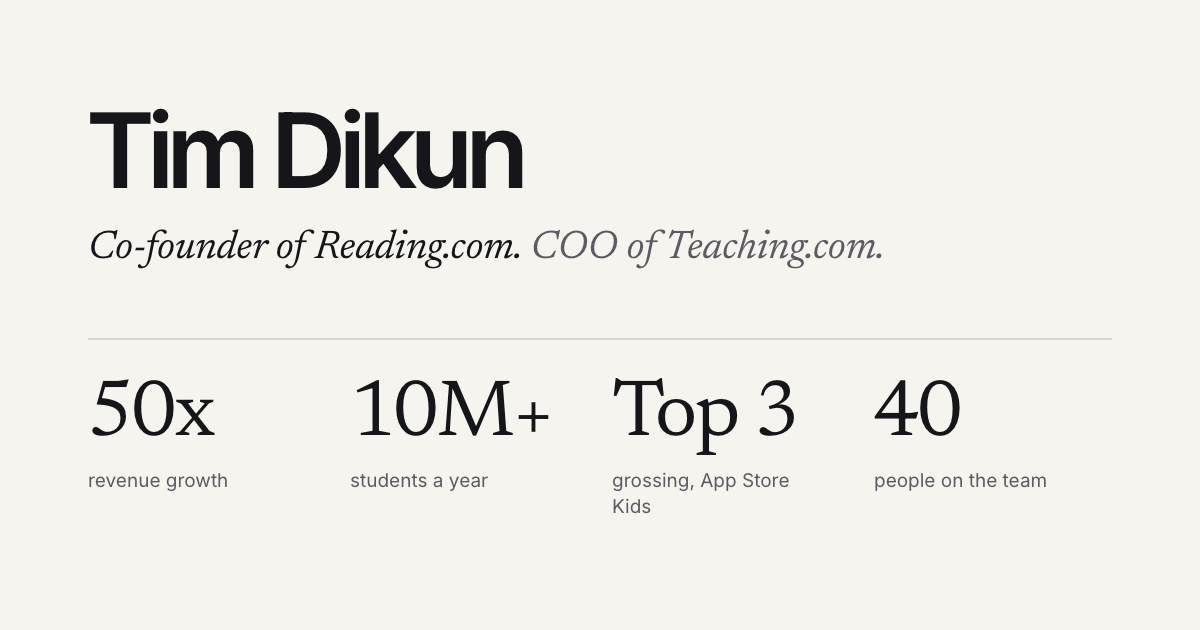 Tim Dikun
Co-founder of Reading.com. COO of Teaching.com.
50x
revenue growth
10M+
students a year
Top 3
grossing, App Store
Kids
40
people on the team